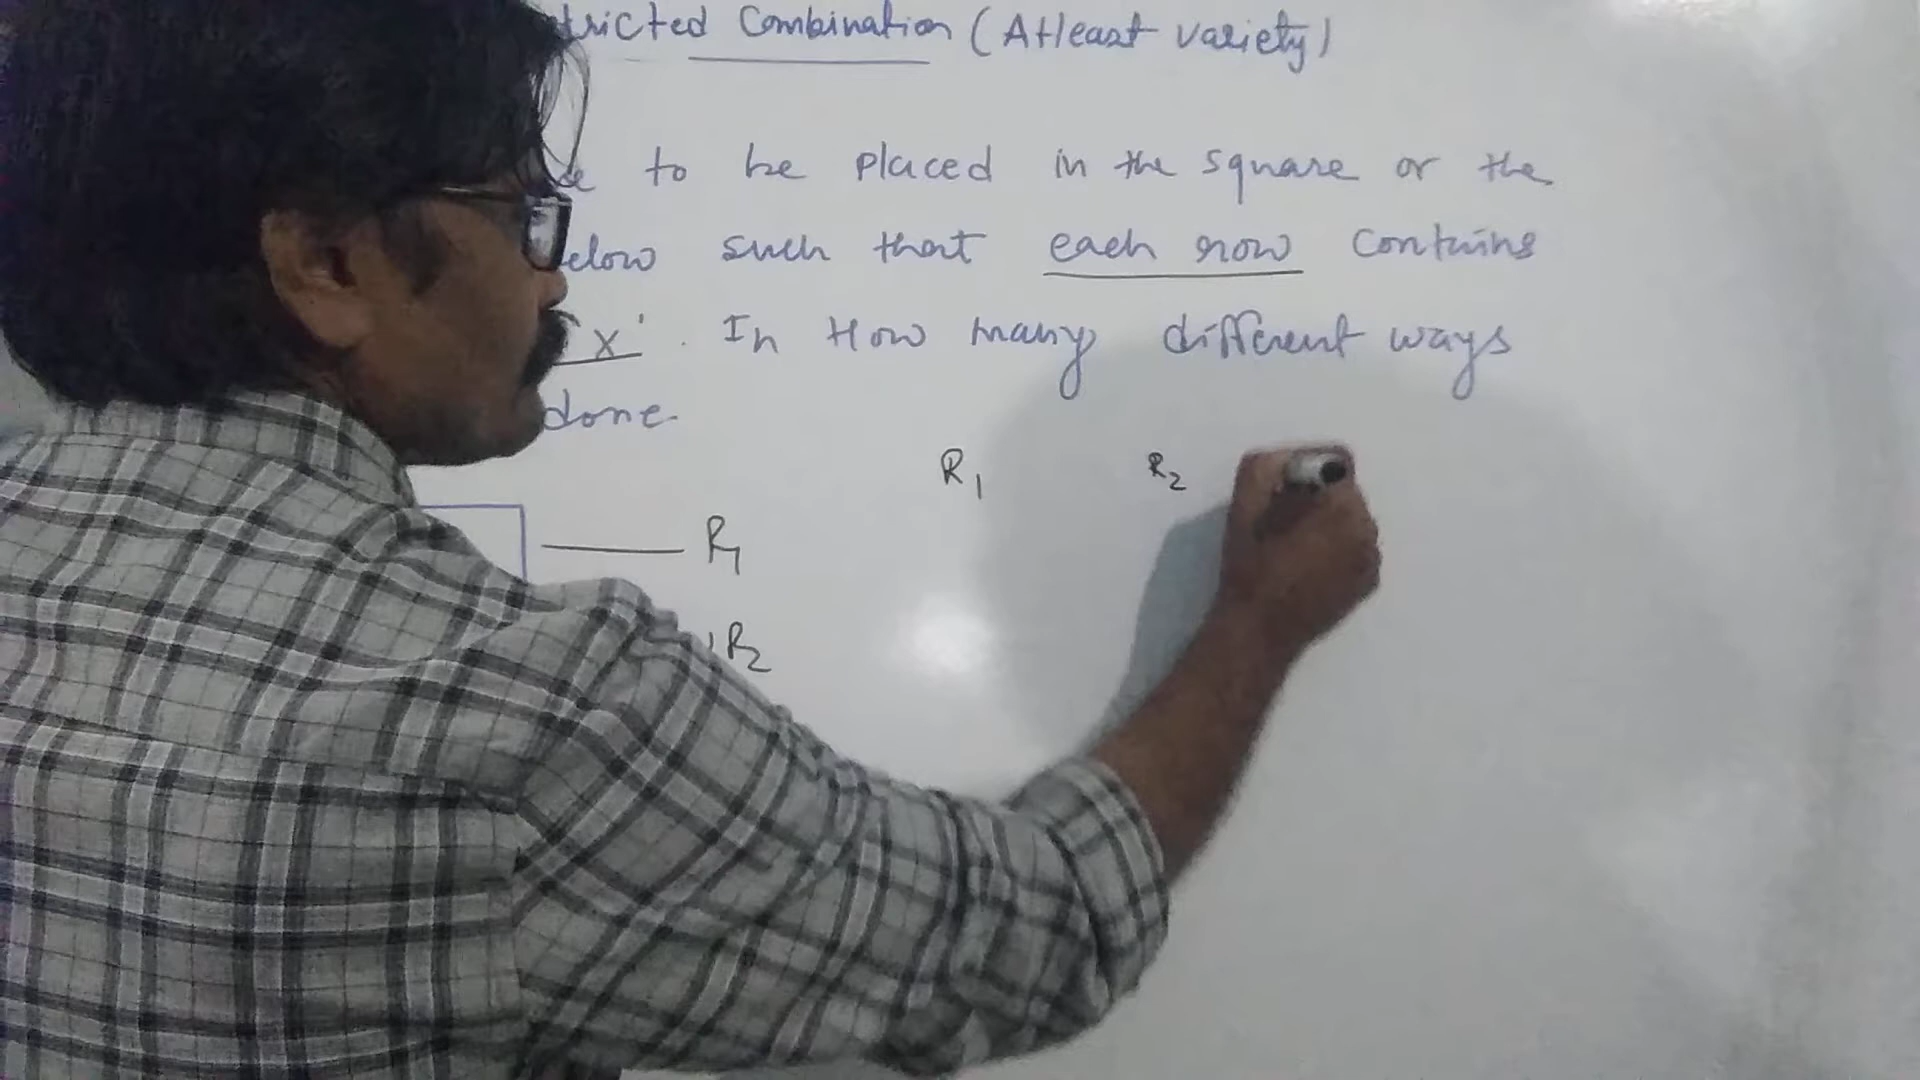 tricted Combination (Atleast variety)
to be placed in the square or the
elow such that each row contains
'x'. In How many different ways
done
R1 R2
R1
R2